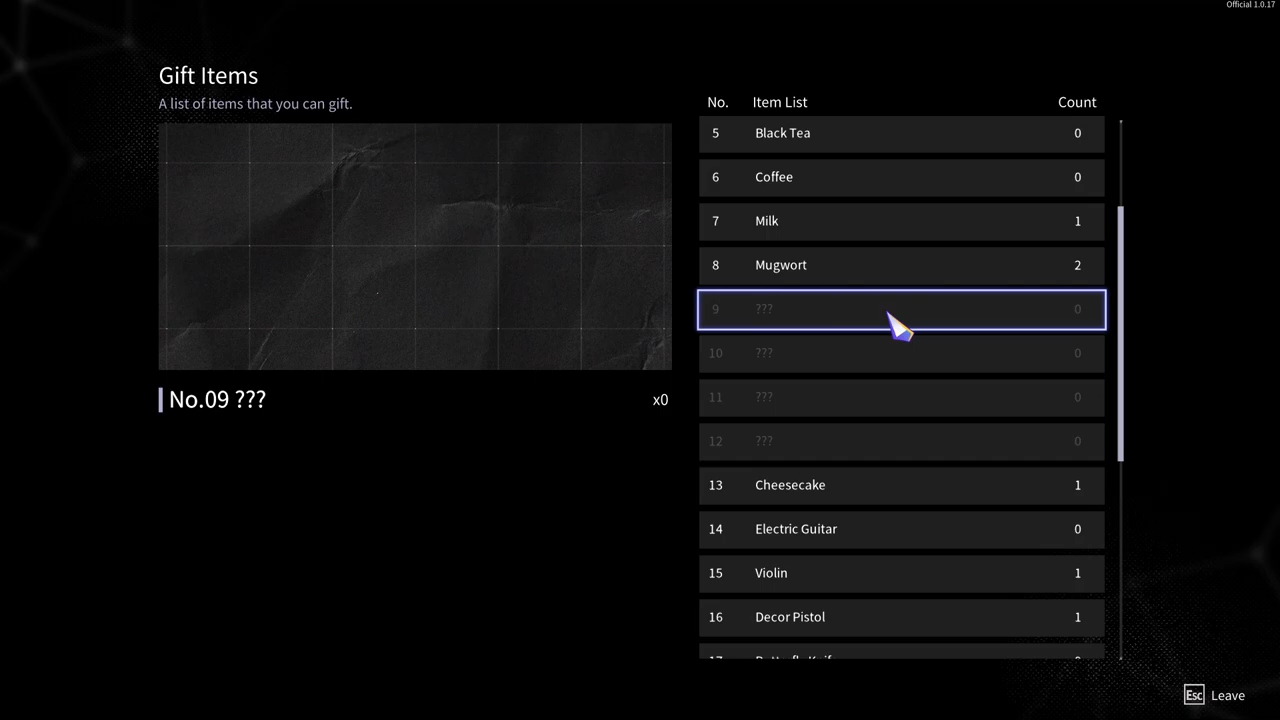 Official 1.0.17
Gift Items
A list of items that you can gift.
No. Item List Count
5 Black Tea 0
6 Coffee 0
7 Milk 1
8 Mugwort 2
9 ??? 0
10 ??? 0
11 ??? 0
12 ??? 0
13 Cheesecake 1
14 Electric Guitar 0
15 Violin 1
16 Decor Pistol 1
No.09 ??? x0
Esc Leave